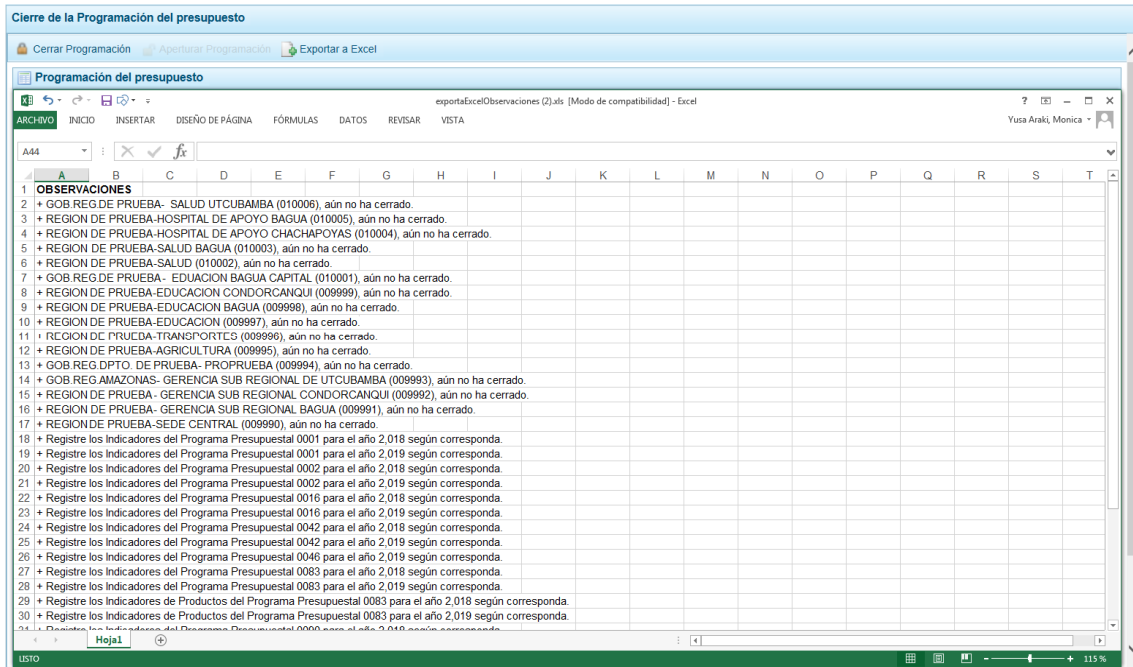 Cierre de la Programación del presupuesto
Cerrar Programación Aperturar Programación Exportar a Excel
Programación del presupuesto
exportaExcelObservaciones (2).xls [Modo de compatibilidad] - Excel
ARCHIVO INICIO INSERTAR DISEÑO DE PÁGINA FÓRMULAS DATOS REVISAR VISTA Yusa Araki, Monica
A44 fx
A B C D E F G H I J K L M N O P Q R S T
1 OBSERVACIONES
2 + GOB.REG.DE PRUEBA- SALUD UTCUBAMBA (010006), aún no ha cerrado.
3 + REGION DE PRUEBA-HOSPITAL DE APOYO BAGUA (010005), aún no ha cerrado.
4 + REGION DE PRUEBA-HOSPITAL DE APOYO CHACHAPOYAS (010004), aún no ha cerrado.
5 + REGION DE PRUEBA-SALUD BAGUA (010003), aún no ha cerrado.
6 + REGION DE PRUEBA-SALUD (010002), aún no ha cerrado.
7 + GOB.REG.DE PRUEBA- EDUACION BAGUA CAPITAL (010001), aún no ha cerrado.
8 + REGION DE PRUEBA-EDUCACION CONDORCANQUI (009999), aún no ha cerrado.
9 + REGION DE PRUEBA-EDUCACION BAGUA (009998), aún no ha cerrado.
10 + REGION DE PRUEBA-EDUCACION (009997), aún no ha cerrado.
11 + REGION DE PRUEBA-TRANSPORTES (009996), aún no ha cerrado.
12 + REGION DE PRUEBA-AGRICULTURA (009995), aún no ha cerrado.
13 + GOB.REG.DPTO. DE PRUEBA- PROPRUEBA (009994), aún no ha cerrado.
14 + GOB.REG.AMAZONAS- GERENCIA SUB REGIONAL DE UTCUBAMBA (009993), aún no ha cerrado.
15 + REGION DE PRUEBA - GERENCIA SUB REGIONAL CONDORCANQUI (009992), aún no ha cerrado.
16 + REGION DE PRUEBA- GERENCIA SUB REGIONAL BAGUA (009991), aún no ha cerrado.
17 + REGION DE PRUEBA-SEDE CENTRAL (009990), aún no ha cerrado.
18 + Registre los Indicadores del Programa Presupuestal 0001 para el año 2,018 según corresponda.
19 + Registre los Indicadores del Programa Presupuestal 0001 para el año 2,019 según corresponda.
20 + Registre los Indicadores del Programa Presupuestal 0002 para el año 2,018 según corresponda.
21 + Registre los Indicadores del Programa Presupuestal 0002 para el año 2,019 según corresponda.
22 + Registre los Indicadores del Programa Presupuestal 0016 para el año 2,018 según corresponda.
23 + Registre los Indicadores del Programa Presupuestal 0016 para el año 2,019 según corresponda.
24 + Registre los Indicadores del Programa Presupuestal 0042 para el año 2,018 según corresponda.
25 + Registre los Indicadores del Programa Presupuestal 0042 para el año 2,019 según corresponda.
26 + Registre los Indicadores del Programa Presupuestal 0046 para el año 2,019 según corresponda.
27 + Registre los Indicadores del Programa Presupuestal 0083 para el año 2,018 según corresponda.
28 + Registre los Indicadores del Programa Presupuestal 0083 para el año 2,019 según corresponda.
29 + Registre los Indicadores de Productos del Programa Presupuestal 0083 para el año 2,018 según corresponda.
30 + Registre los Indicadores de Productos del Programa Presupuestal 0083 para el año 2,019 según corresponda.
Hoja1
LISTO 115 %